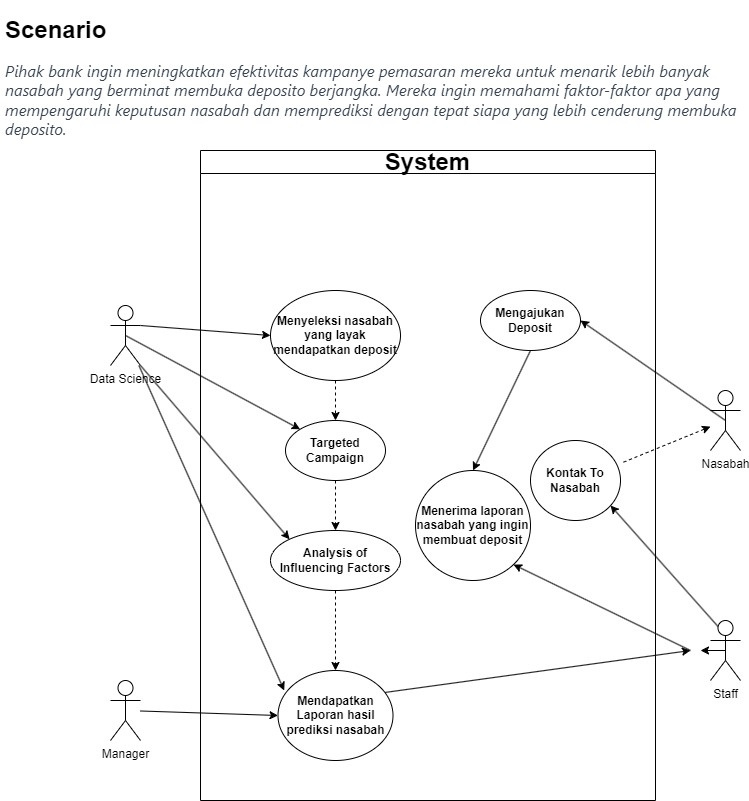 Scenario
Pihak bank ingin meningkatkan efektivitas kampanye pemasaran mereka untuk menarik lebih banyak
nasabah yang berminat membuka deposito berjangka. Mereka ingin memahami faktor-faktor apa yang
mempengaruhi keputusan nasabah dan memprediksi dengan tepat siapa yang lebih cenderung membuka
deposito.
System
Menyeleksi nasabah
yang layak
mendapatkan deposit
Mengajukan
Deposit
Data Science
Targeted
Campaign
Kontak To
Nasabah
Nasabah
Menerima laporan
nasabah yang ingin
membuat deposit
Analysis of
Influencing Factors
Mendapatkan
Laporan hasil
prediksi nasabah
Staff
Manager